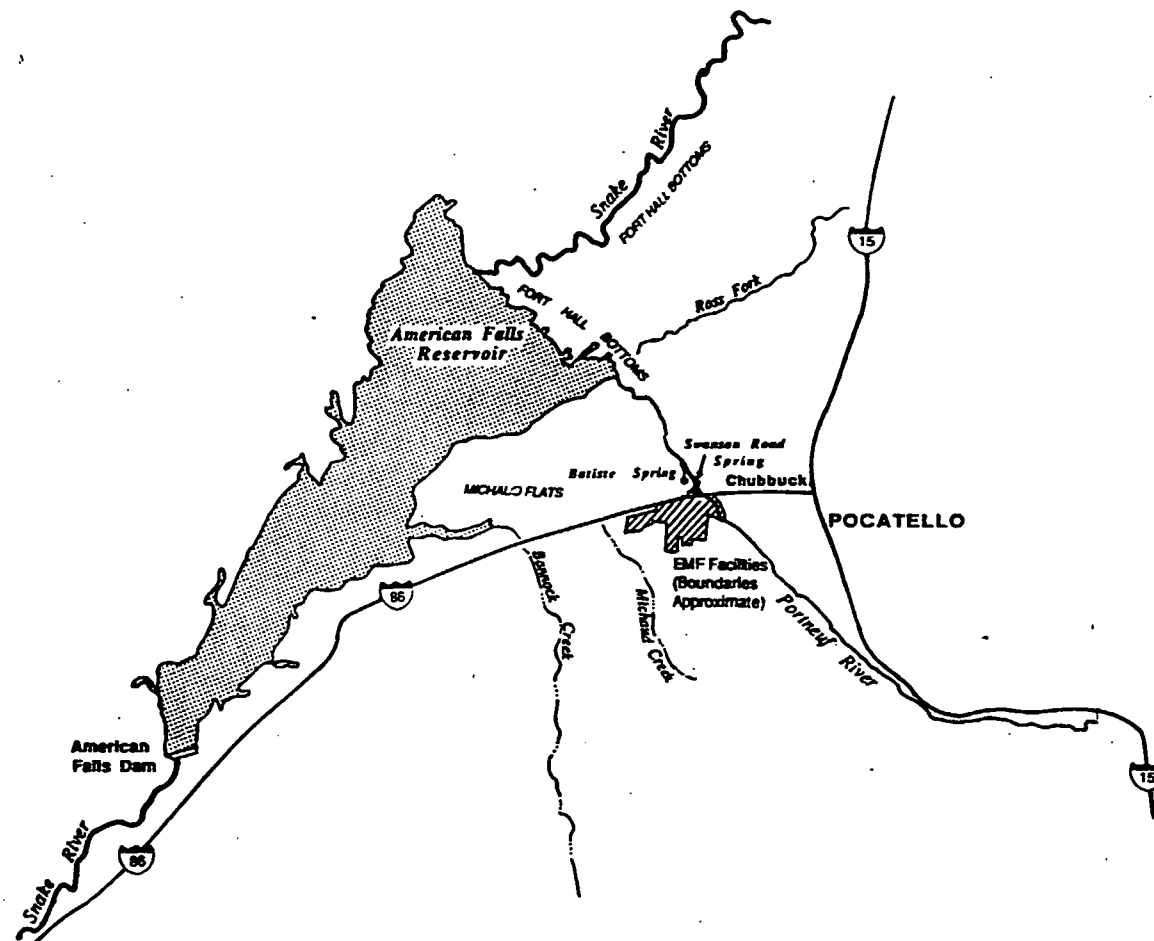 Snake River
FORT HALL BOTTOMS
15
Ross Fork
FORT HALL BOTTOMS
American Falls
Reservoir
Swanson Road
Spring
Batiste Spring
Chubbuck
MICHAUD FLATS
POCATELLO
EMF Facilities
(Boundaries
Approximate)
86
Bannock Creek
Michaud Creek
Portneuf River
American
Falls Dam
15
86
Snake River